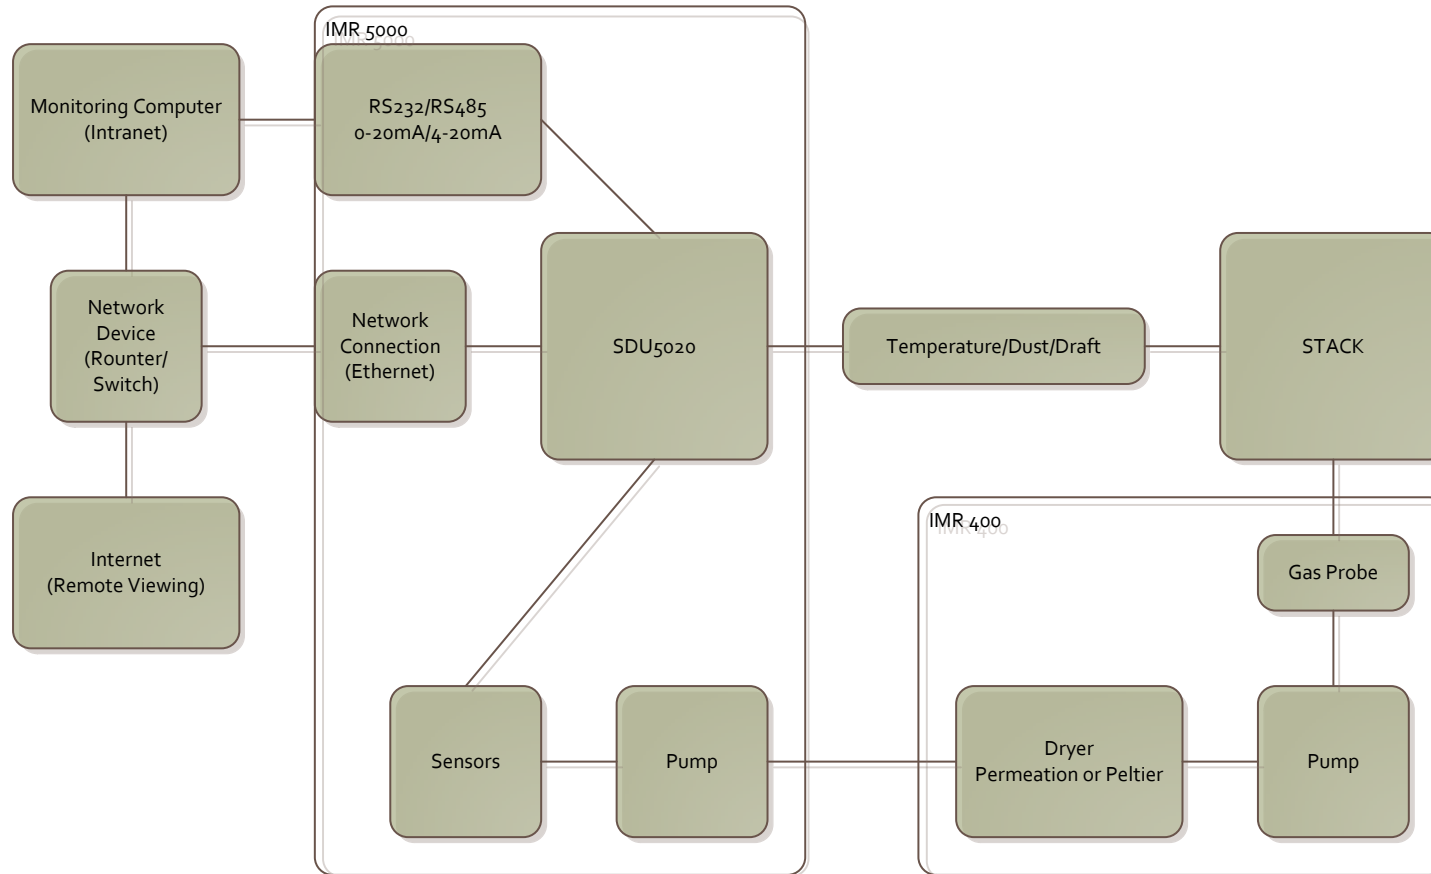 IMR 5000
Monitoring Computer
(Intranet)
RS232/RS485
0-20mA/4-20mA
Network
Device
(Rounter/
Switch)
Network
Connection
(Ethernet)
SDU5020
Temperature/Dust/Draft
STACK
Internet
(Remote Viewing)
IMR 400
Gas Probe
Sensors
Pump
Dryer
Permeation or Peltier
Pump